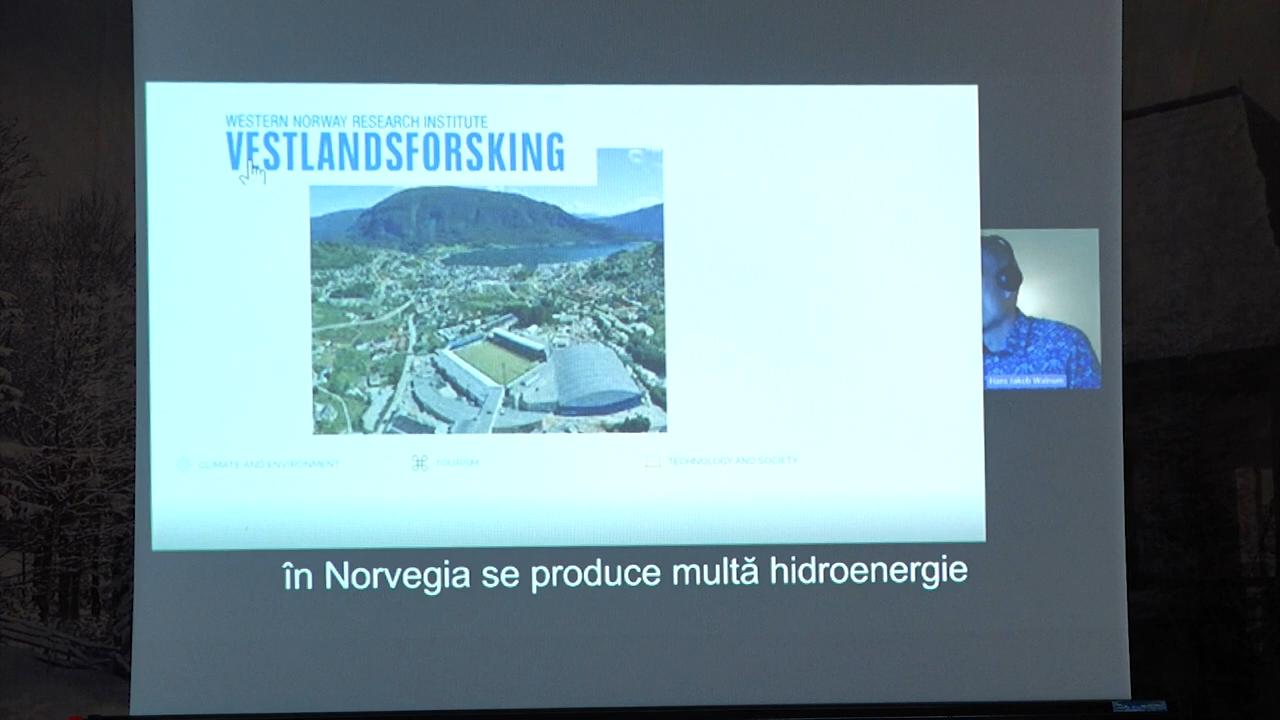 WESTERN NORWAY RESEARCH INSTITUTE
VESTLANDSFORSKING
Hans Jakob Walnum
CLIMATE AND ENVIRONMENT
TOURISM
TECHNOLOGY AND SOCIETY
în Norvegia se produce multă hidroenergie